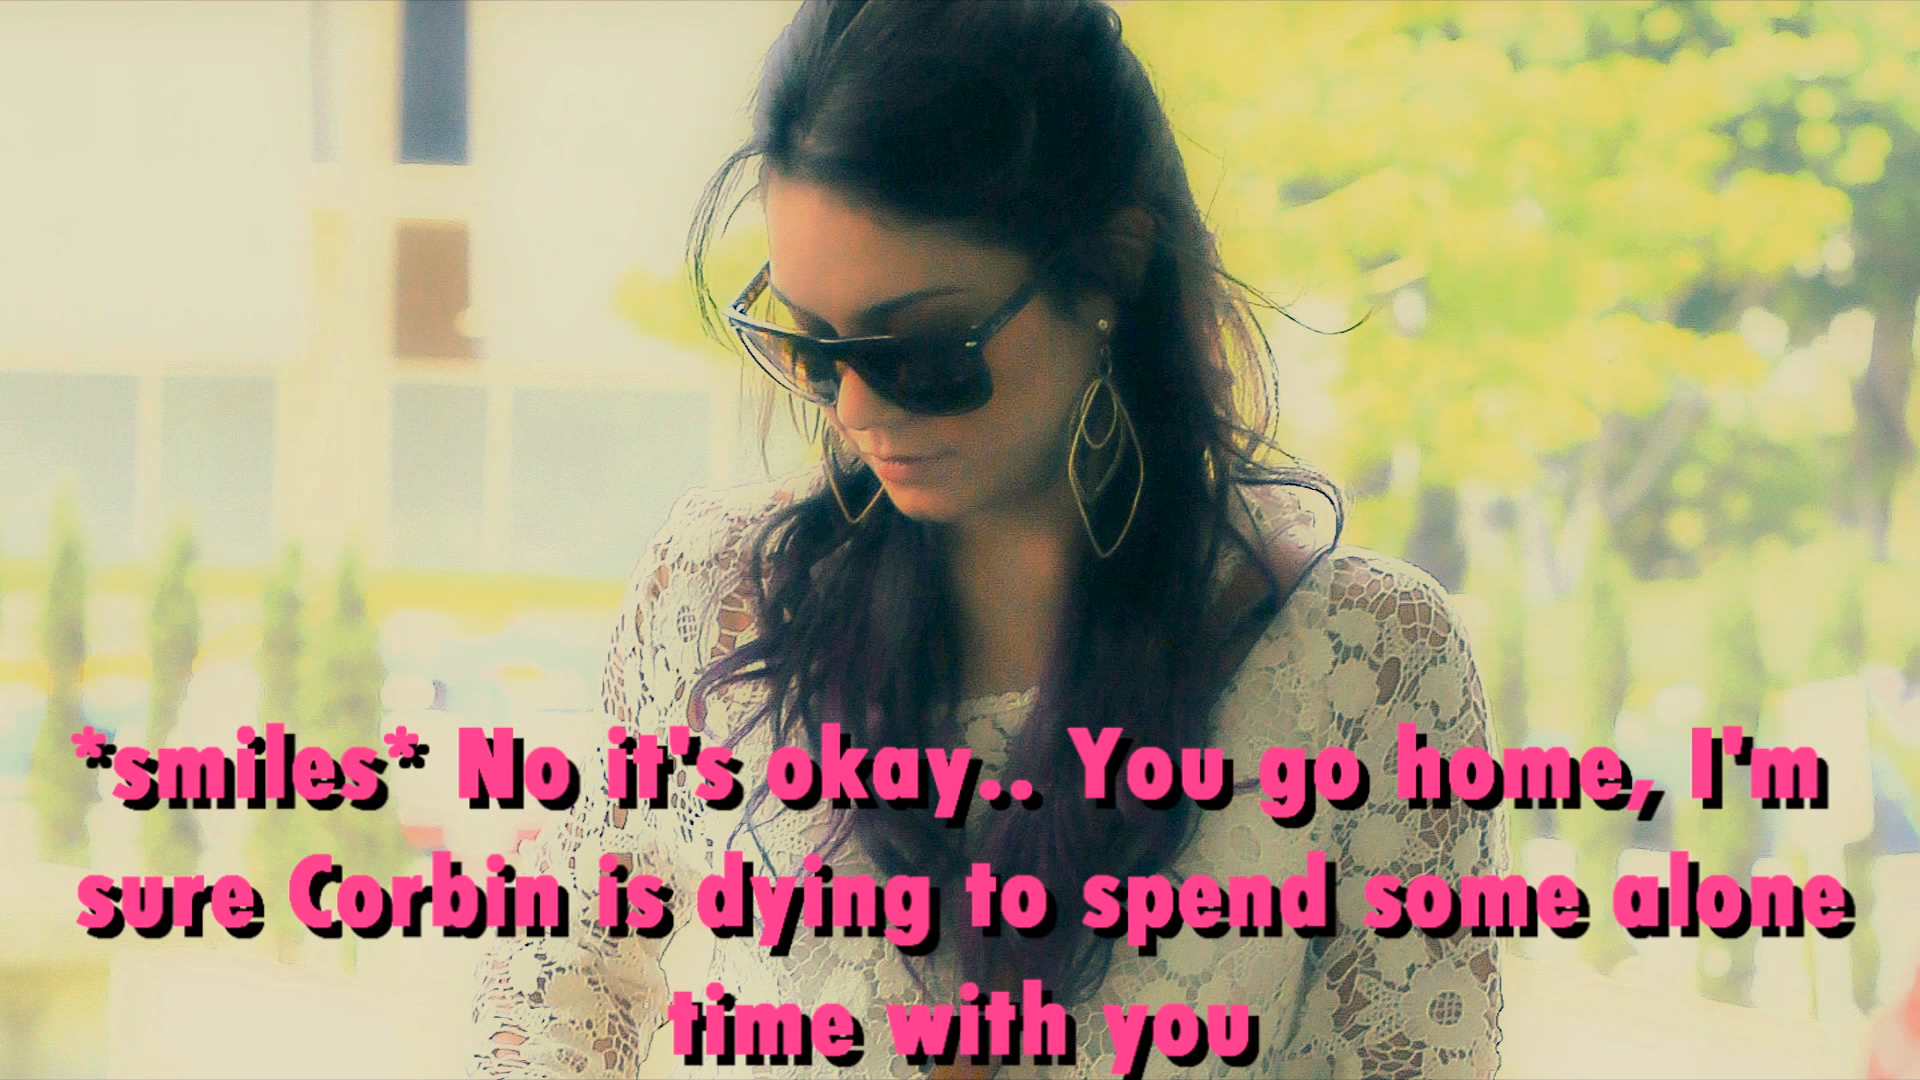 *smiles* No it's okay.. You go home, I'm
sure Corbin is dying to spend some alone
time with you